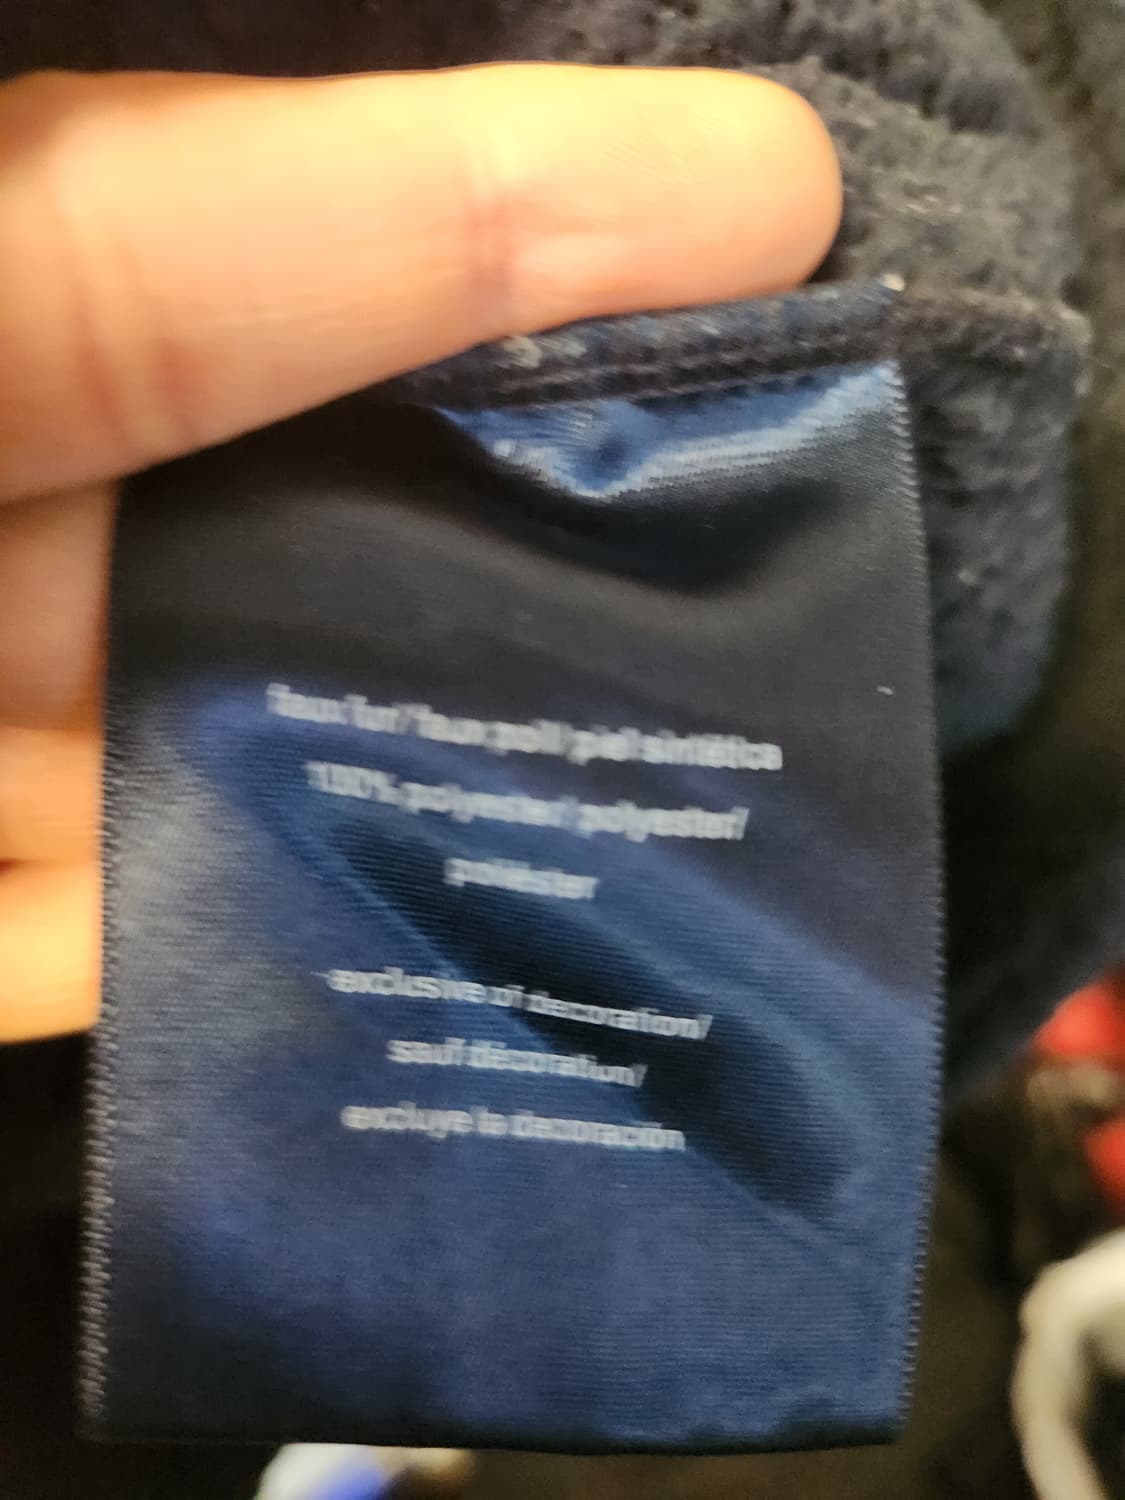 faux fur/ faux poil/ piel sintética
100% polyester/ polyester/
poliéster
exclusive of decoration/
sauf décoration/
excluye la decoración